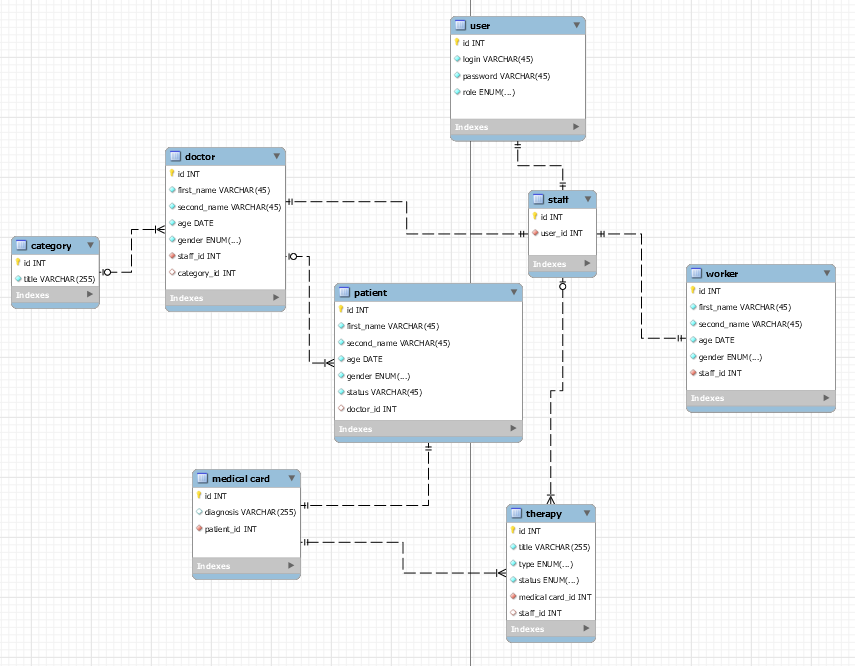 user
id INT
login VARCHAR(45)
password VARCHAR(45)
role ENUM(...)
Indexes
doctor
id INT
first_name VARCHAR(45)
second_name VARCHAR(45)
age DATE
gender ENUM(...)
staff_id INT
category_id INT
Indexes
staff
id INT
user_id INT
Indexes
category
id INT
title VARCHAR(255)
Indexes
worker
id INT
first_name VARCHAR(45)
second_name VARCHAR(45)
age DATE
gender ENUM(...)
staff_id INT
Indexes
patient
id INT
first_name VARCHAR(45)
second_name VARCHAR(45)
age DATE
gender ENUM(...)
status VARCHAR(45)
doctor_id INT
Indexes
medical card
id INT
diagnosis VARCHAR(255)
patient_id INT
Indexes
therapy
id INT
title VARCHAR(255)
type ENUM(...)
status ENUM(...)
medical card_id INT
staff_id INT
Indexes